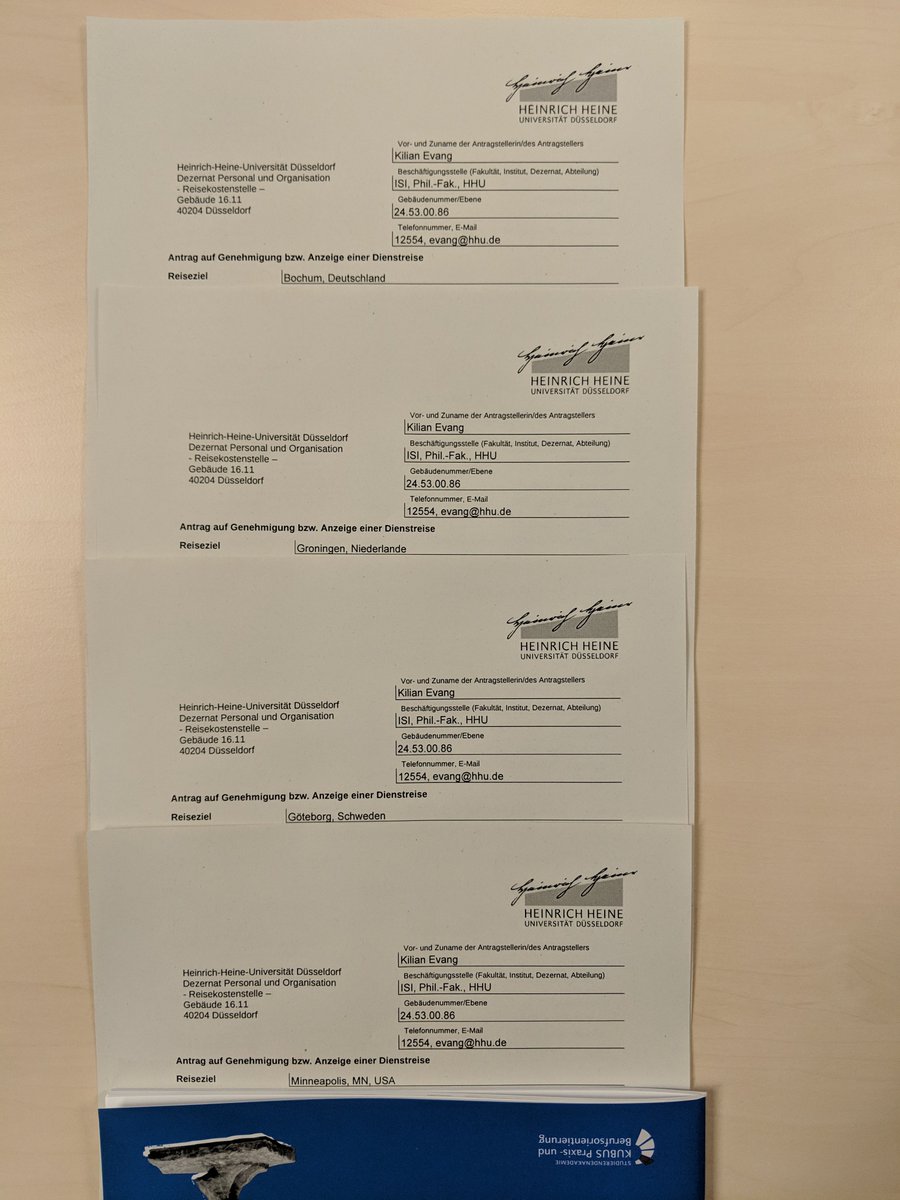 Heinrich Heine
HEINRICH HEINE
UNIVERSITÄT DÜSSELDORF
Vor- und Zuname der Antragstellerin/des Antragstellers
Kilian Evang
Heinrich-Heine-Universität Düsseldorf
Dezernat Personal und Organisation
- Reisekostenstelle –
Gebäude 16.11
40204 Düsseldorf
Beschäftigungsstelle (Fakultät, Institut, Dezernat, Abteilung)
ISI, Phil.-Fak., HHU
Gebäudenummer/Ebene
24.53.00.86
Telefonnummer, E-Mail
12554, evang@hhu.de
Antrag auf Genehmigung bzw. Anzeige einer Dienstreise
Reiseziel Bochum, Deutschland
Heinrich Heine
HEINRICH HEINE
UNIVERSITÄT DÜSSELDORF
Vor- und Zuname der Antragstellerin/des Antragstellers
Kilian Evang
Heinrich-Heine-Universität Düsseldorf
Dezernat Personal und Organisation
- Reisekostenstelle –
Gebäude 16.11
40204 Düsseldorf
Beschäftigungsstelle (Fakultät, Institut, Dezernat, Abteilung)
ISI, Phil.-Fak., HHU
Gebäudenummer/Ebene
24.53.00.86
Telefonnummer, E-Mail
12554, evang@hhu.de
Antrag auf Genehmigung bzw. Anzeige einer Dienstreise
Reiseziel Groningen, Niederlande
Heinrich Heine
HEINRICH HEINE
UNIVERSITÄT DÜSSELDORF
Vor- und Zuname der Antragstellerin/des Antragstellers
Kilian Evang
Heinrich-Heine-Universität Düsseldorf
Dezernat Personal und Organisation
- Reisekostenstelle –
Gebäude 16.11
40204 Düsseldorf
Beschäftigungsstelle (Fakultät, Institut, Dezernat, Abteilung)
ISI, Phil.-Fak., HHU
Gebäudenummer/Ebene
24.53.00.86
Telefonnummer, E-Mail
12554, evang@hhu.de
Antrag auf Genehmigung bzw. Anzeige einer Dienstreise
Reiseziel Göteborg, Schweden
Heinrich Heine
HEINRICH HEINE
UNIVERSITÄT DÜSSELDORF
Vor- und Zuname der Antragstellerin/des Antragstellers
Kilian Evang
Heinrich-Heine-Universität Düsseldorf
Dezernat Personal und Organisation
- Reisekostenstelle –
Gebäude 16.11
40204 Düsseldorf
Beschäftigungsstelle (Fakultät, Institut, Dezernat, Abteilung)
ISI, Phil.-Fak., HHU
Gebäudenummer/Ebene
24.53.00.86
Telefonnummer, E-Mail
12554, evang@hhu.de
Antrag auf Genehmigung bzw. Anzeige einer Dienstreise
Reiseziel Minneapolis, MN, USA
STUDIERENDENAKADEMIE
KUBUS Praxis- und
Berufsorientierung